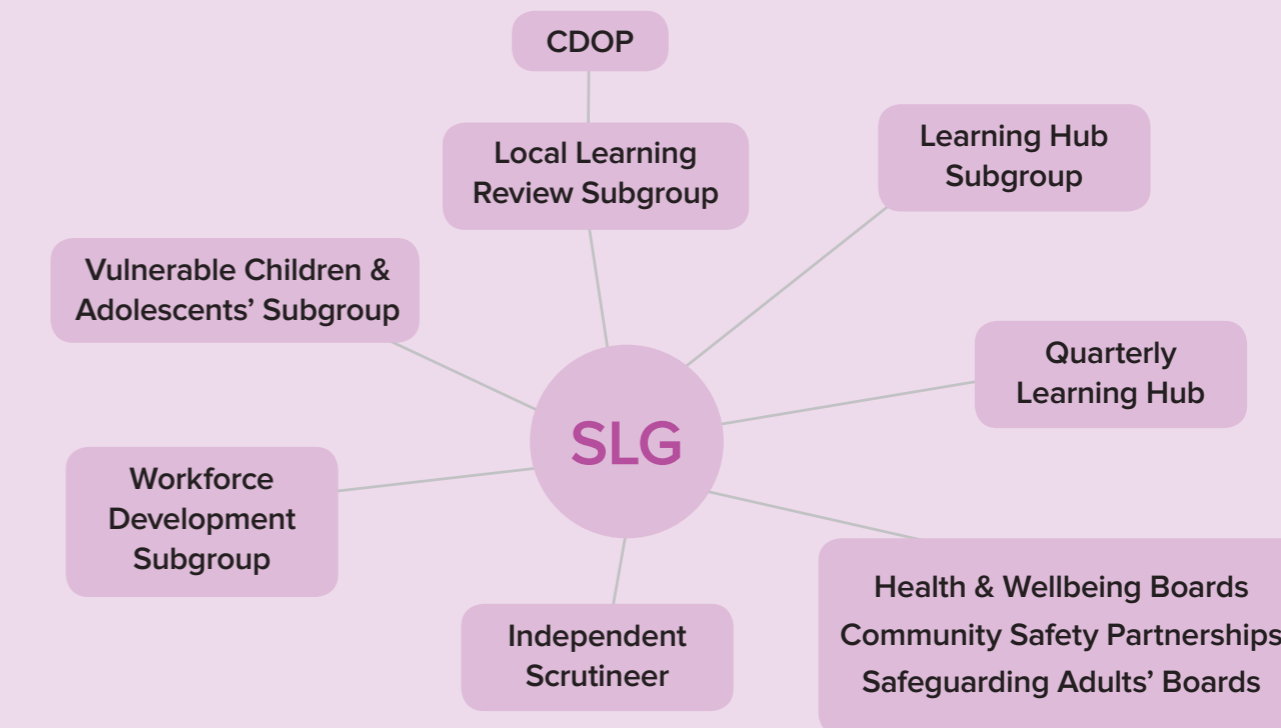 CDOP
Local Learning
Review Subgroup
Learning Hub
Subgroup
Vulnerable Children &
Adolescents’ Subgroup
Quarterly
Learning Hub
SLG
Workforce
Development
Subgroup
Independent
Scrutineer
Health & Wellbeing Boards
Community Safety Partnerships
Safeguarding Adults’ Boards